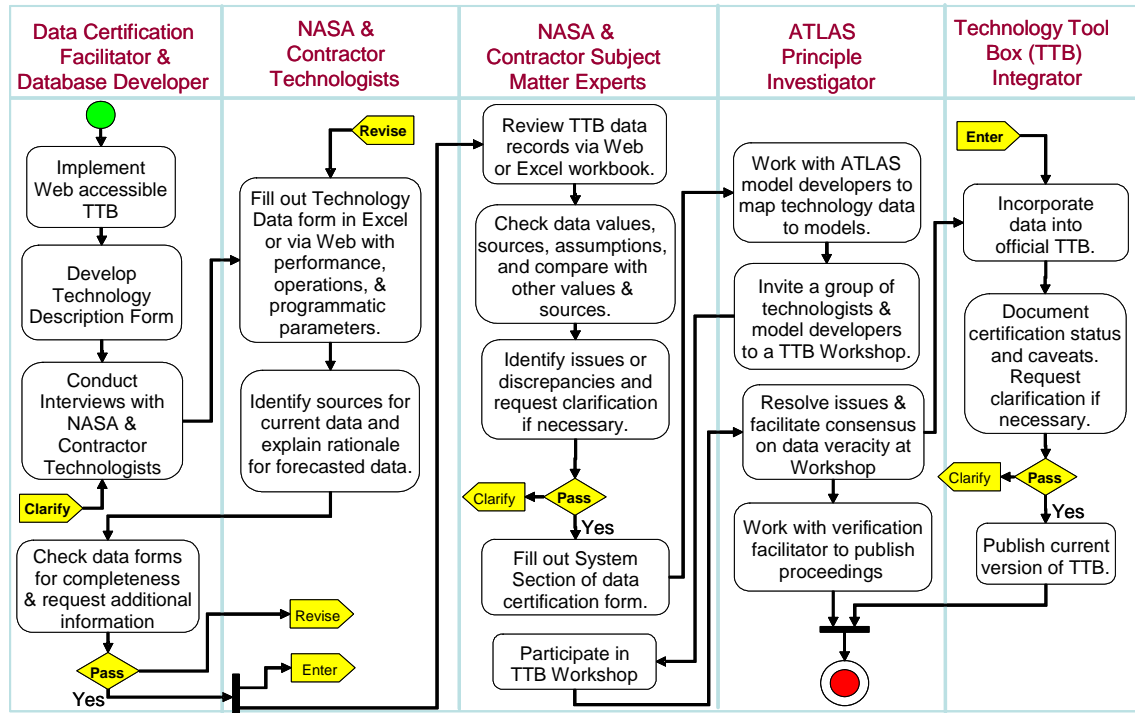 Data Certification
Facilitator &
Database Developer
NASA &
Contractor
Technologists
NASA &
Contractor Subject
Matter Experts
ATLAS
Principle
Investigator
Technology Tool
Box (TTB)
Integrator
Implement
Web accessible
TTB
Develop
Technology
Description Form
Conduct
Interviews with
NASA &
Contractor
Technologists
Clarify
Check data forms
for completeness
& request additional
information
Pass
Yes
Revise
Fill out Technology
Data form in Excel
or via Web with
performance,
operations, &
programmatic
parameters.
Identify sources for
current data and
explain rationale
for forecasted data.
Revise
Enter
Review TTB data
records via Web
or Excel workbook.
Check data values,
sources, assumptions,
and compare with
other values &
sources.
Identify issues or
discrepancies and
request clarification
if necessary.
Clarify
Pass
Yes
Fill out System
Section of data
certification form.
Participate in
TTB Workshop
Work with ATLAS
model developers to
map technology data
to models.
Invite a group of
technologists &
model developers
to a TTB Workshop.
Resolve issues &
facilitate consensus
on data veracity at
Workshop
Work with verification
facilitator to publish
proceedings
Enter
Incorporate
data into
official TTB.
Document
certification status
and caveats.
Request
clarification if
necessary.
Clarify
Pass
Yes
Publish current
version of TTB.